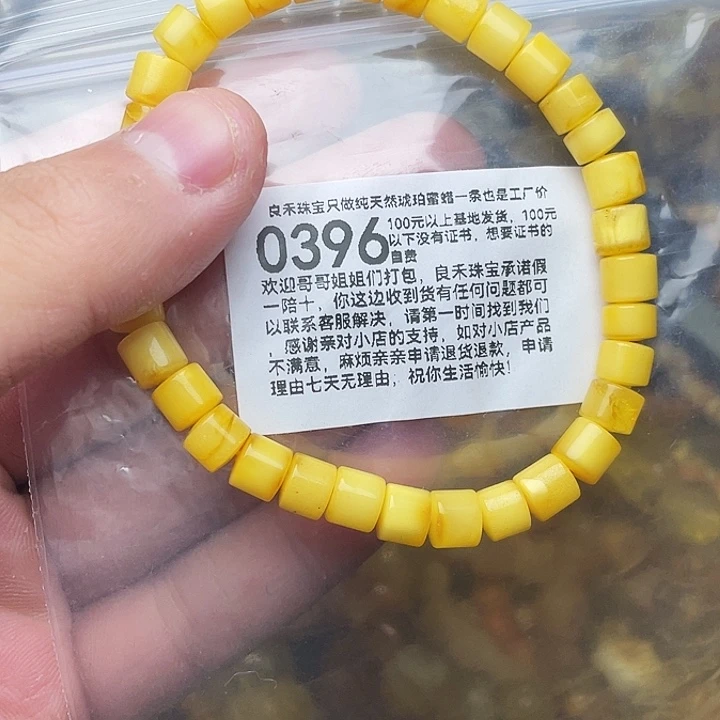 良禾珠宝只做纯天然琥珀蜜蜡一条也是工厂价
0396
100元以上基地发货，100元
以下没有证书，想要证书的
自费
欢迎哥哥姐姐们打包，良禾珠宝承诺假
一陪十，你这边收到货有任何问题都可
以联系客服解决，请第一时间找到我们
，感谢亲对小店的支持，如对小店产品
不满意，麻烦亲亲申请退货退款，申请
理由七天无理由；祝你生活愉快！